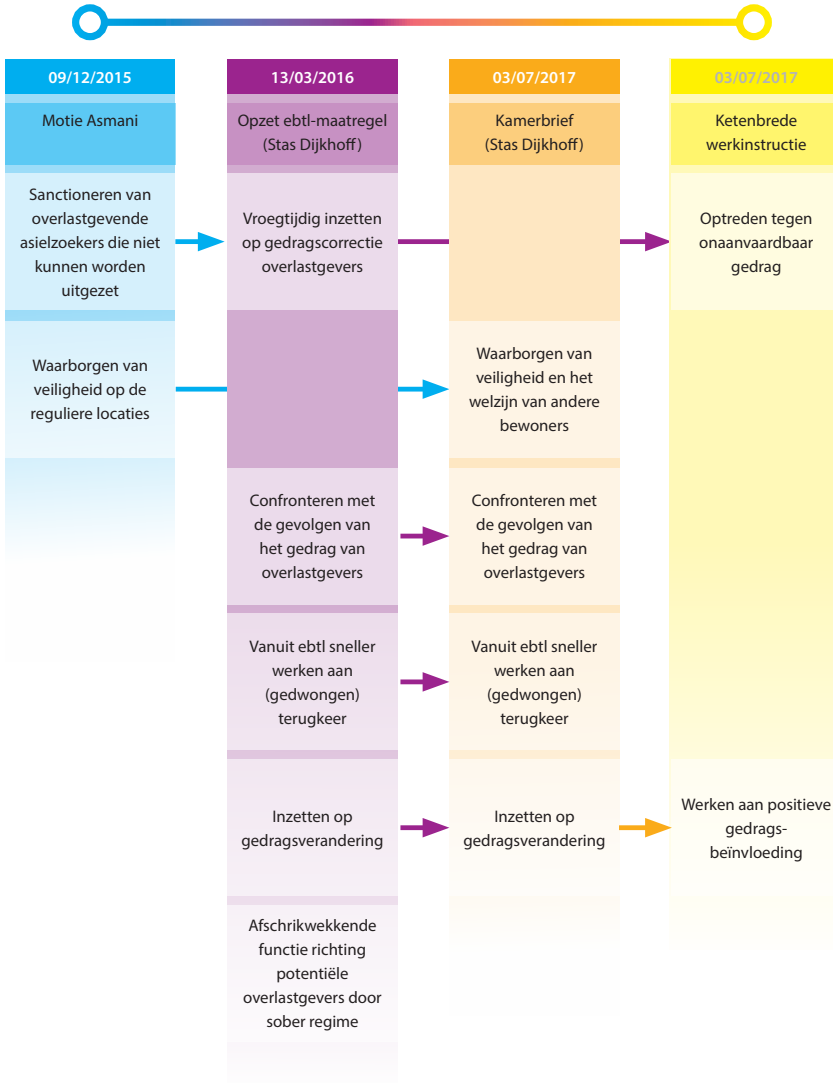 09/12/2015
Motie Asmani
Sanctioneren van
overlastgevende
asielzoekers die niet
kunnen worden
uitgezet
Waarborgen van
veiligheid op de
reguliere locaties
13/03/2016
Opzet ebtl-maatregel
(Stas Dijkhoff)
Vroegtijdig inzetten
op gedragscorrectie
overlastgevers
Confronteren met
de gevolgen van
het gedrag van
overlastgevers
Vanuit ebtl sneller
werken aan
(gedwongen)
terugkeer
Inzetten op
gedragsverandering
Afschrikwekkende
functie richting
potentiële
overlastgevers door
sober regime
03/07/2017
Kamerbrief
(Stas Dijkhoff)
Waarborgen van
veiligheid en het
welzijn van andere
bewoners
Confronteren met
de gevolgen van
het gedrag van
overlastgevers
Vanuit ebtl sneller
werken aan
(gedwongen)
terugkeer
Inzetten op
gedragsverandering
03/07/2017
Ketenbrede
werkinstructie
Optreden tegen
onaanvaardbaar
gedrag
Werken aan positieve
gedrags-
beïnvloeding